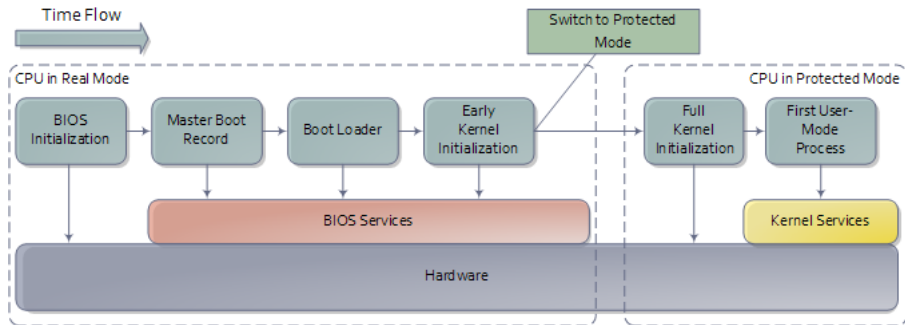 Time Flow
Switch to Protected
Mode
CPU in Real Mode
CPU in Protected Mode
BIOS
Initialization
Master Boot
Record
Boot Loader
Early
Kernel
Initialization
Full
Kernel
Initialization
First User-
Mode
Process
BIOS Services
Kernel Services
Hardware